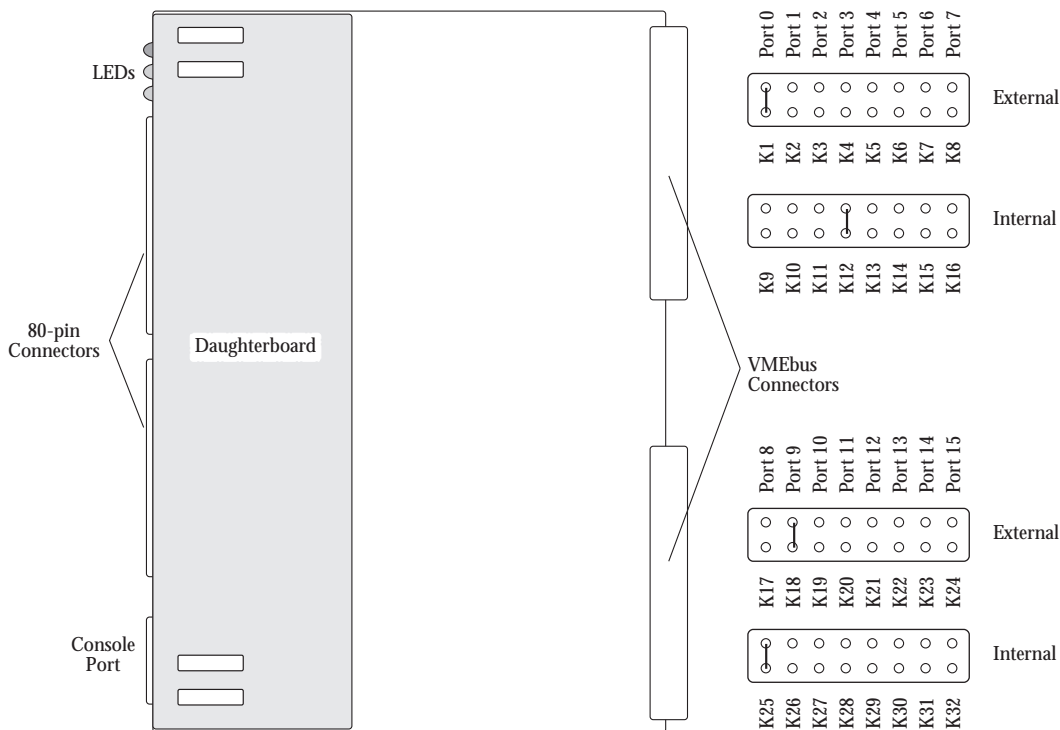 LEDs
80-pin
Connectors
Console
Port
Daughterboard
VMEbus
Connectors
Port 0 Port 1 Port 2 Port 3 Port 4 Port 5 Port 6 Port 7
External
K1 K2 K3 K4 K5 K6 K7 K8
Internal
K9 K10 K11 K12 K13 K14 K15 K16
Port 8 Port 9 Port 10 Port 11 Port 12 Port 13 Port 14 Port 15
External
K17 K18 K19 K20 K21 K22 K23 K24
Internal
K25 K26 K27 K28 K29 K30 K31 K32